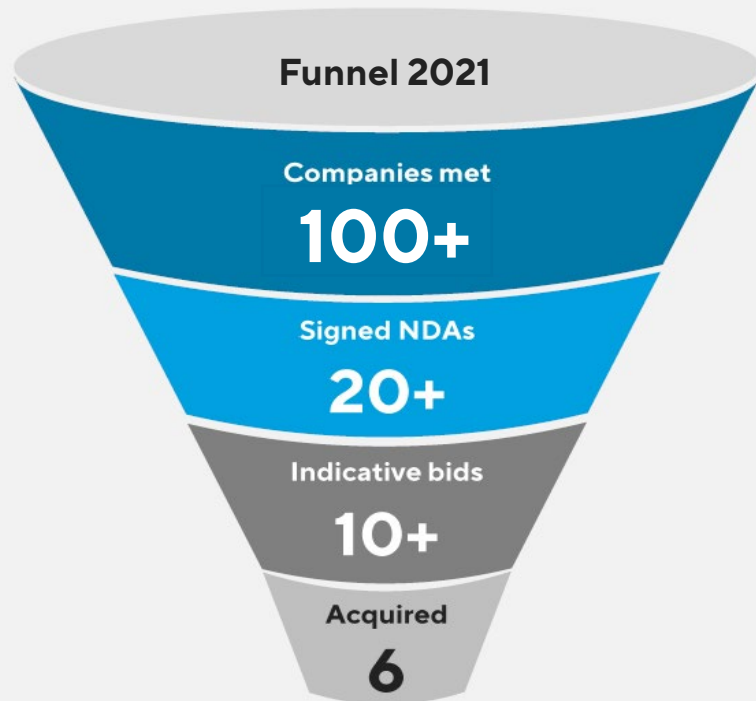 Funnel 2021
Companies met
100+
Signed NDAs
20+
Indicative bids
10+
Acquired
6